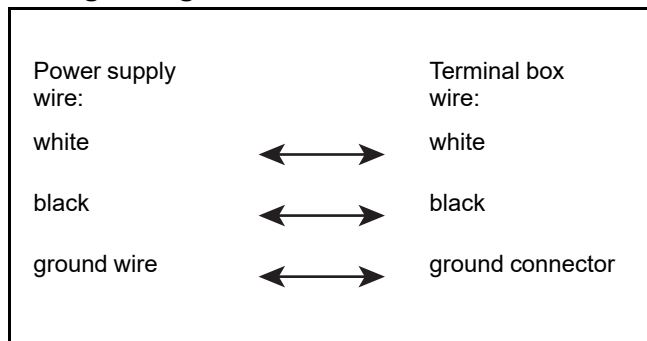 Power supply
wire:
Terminal box
wire:
white
white
black
black
ground wire
ground connector